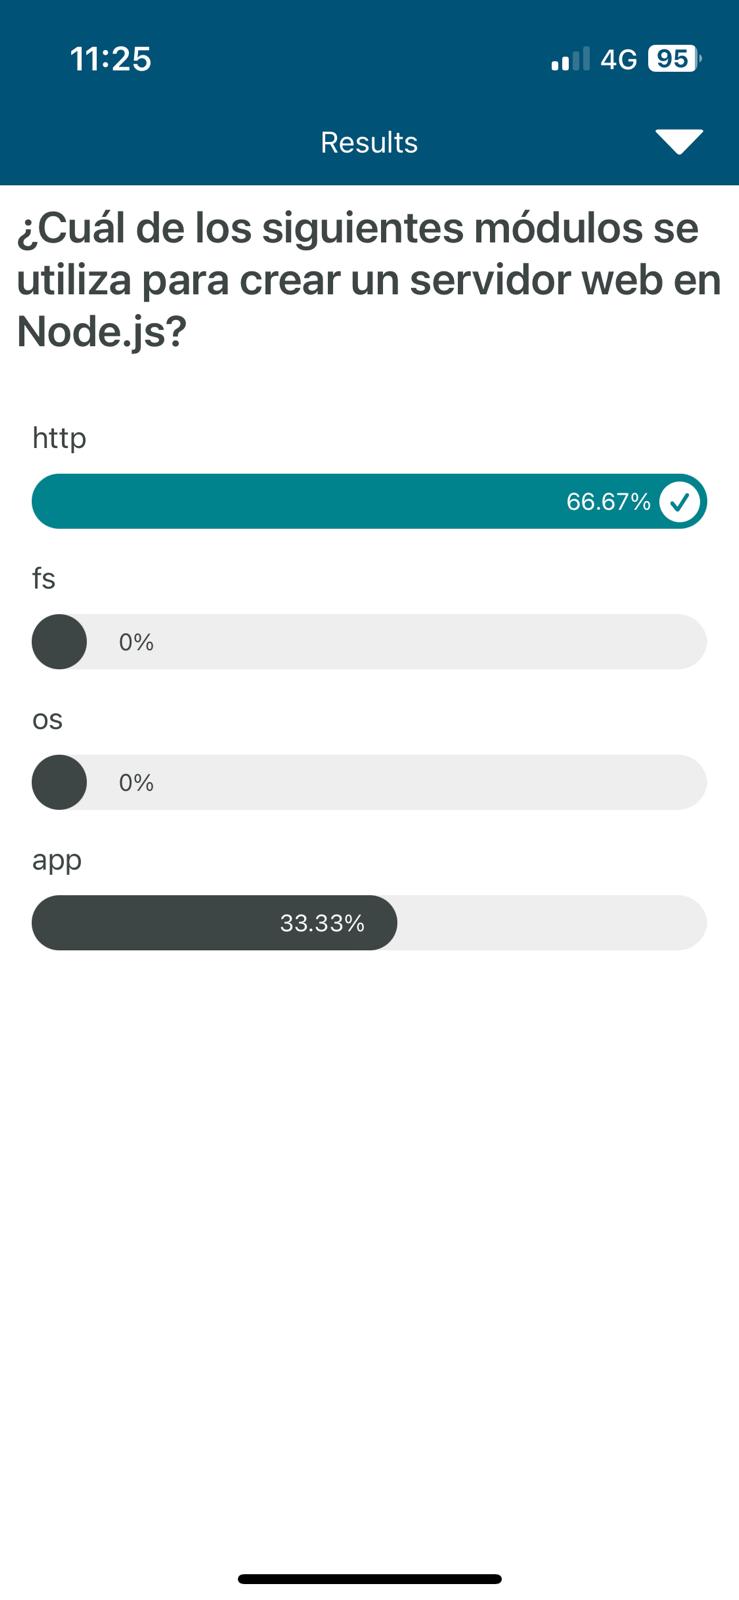 11:25
4G 95
Results
¿Cuál de los siguientes módulos se
utiliza para crear un servidor web en
Node.js?
http
66.67%
fs
0%
os
0%
app
33.33%